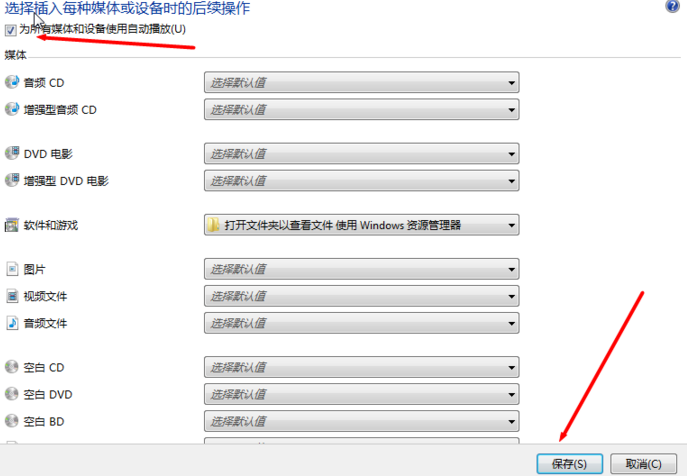 选择插入每种媒体或设备时的后续操作
为所有媒体和设备使用自动播放(U)
媒体
音频 CD 选择默认值
增强型音频 CD 选择默认值
DVD 电影 选择默认值
增强型 DVD 电影 选择默认值
软件和游戏 打开文件夹以查看文件 使用 Windows 资源管理器
图片 选择默认值
视频文件 选择默认值
音频文件 选择默认值
空白 CD 选择默认值
空白 DVD 选择默认值
空白 BD 选择默认值
保存(S) 取消(C)